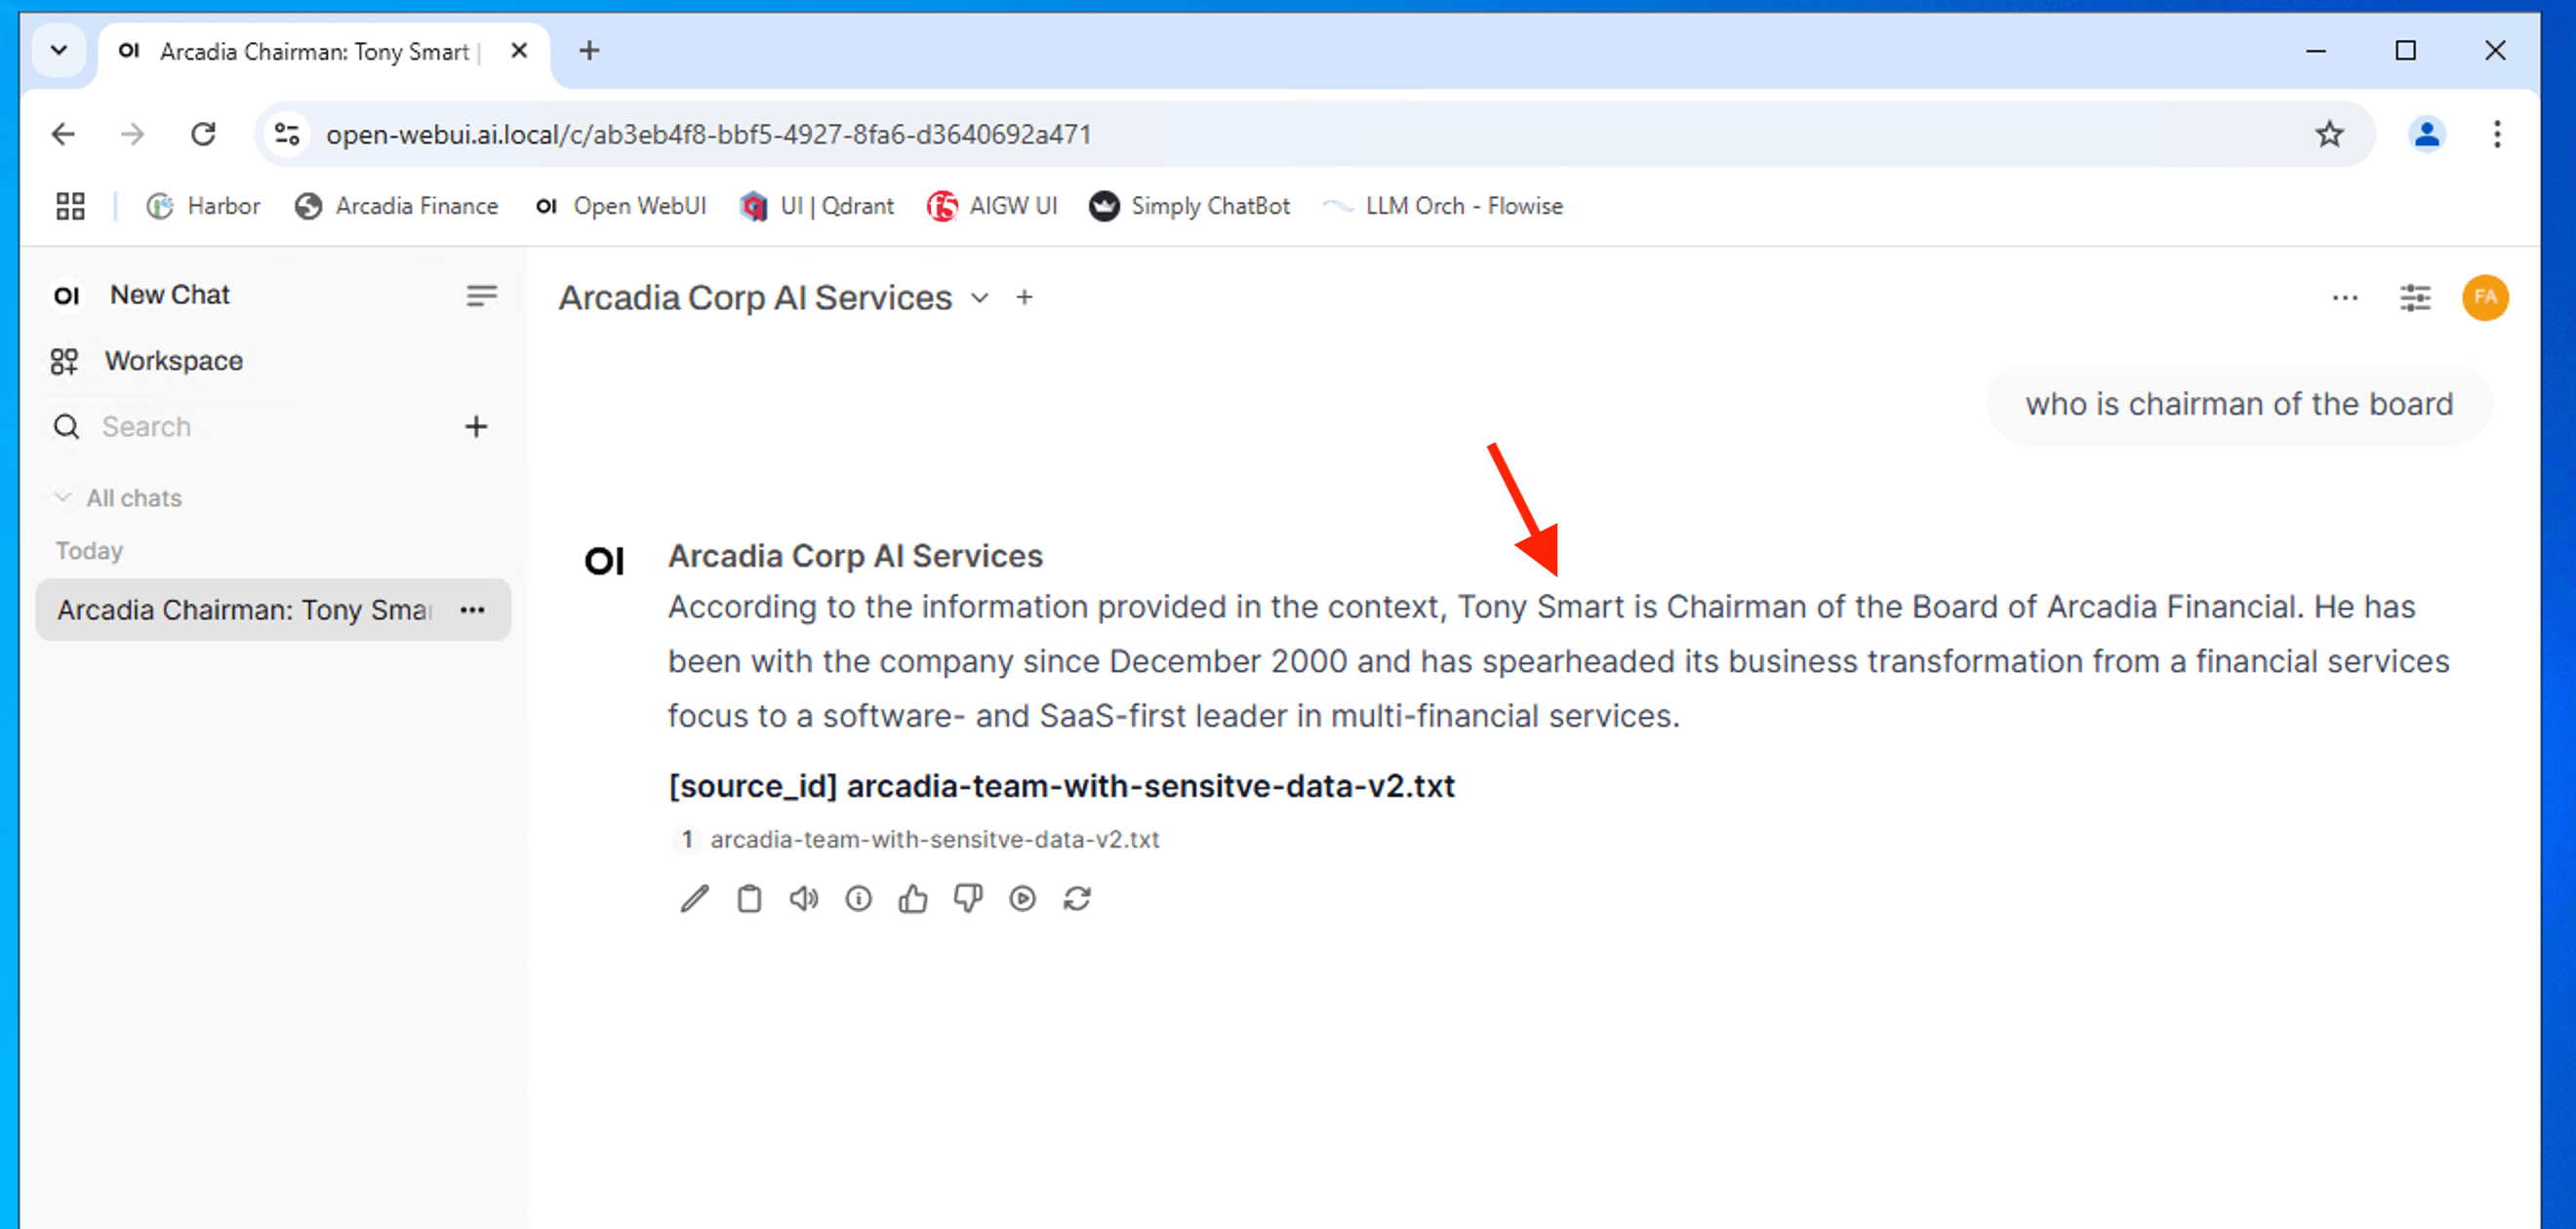 OI Arcadia Chairman: Tony Smart |
open-webui.ai.local/c/ab3eb4f8-bbf5-4927-8fa6-d3640692a471
Harbor Arcadia Finance OI Open WebUI UI | Qdrant AIGW UI Simply ChatBot LLM Orch - Flowise
OI New Chat
Workspace
Search
All chats
Today
Arcadia Chairman: Tony Smar
Arcadia Corp AI Services
FA
who is chairman of the board
OI Arcadia Corp AI Services
According to the information provided in the context, Tony Smart is Chairman of the Board of Arcadia Financial. He has
been with the company since December 2000 and has spearheaded its business transformation from a financial services
focus to a software- and SaaS-first leader in multi-financial services.
[source_id] arcadia-team-with-sensitve-data-v2.txt
1 arcadia-team-with-sensitve-data-v2.txt